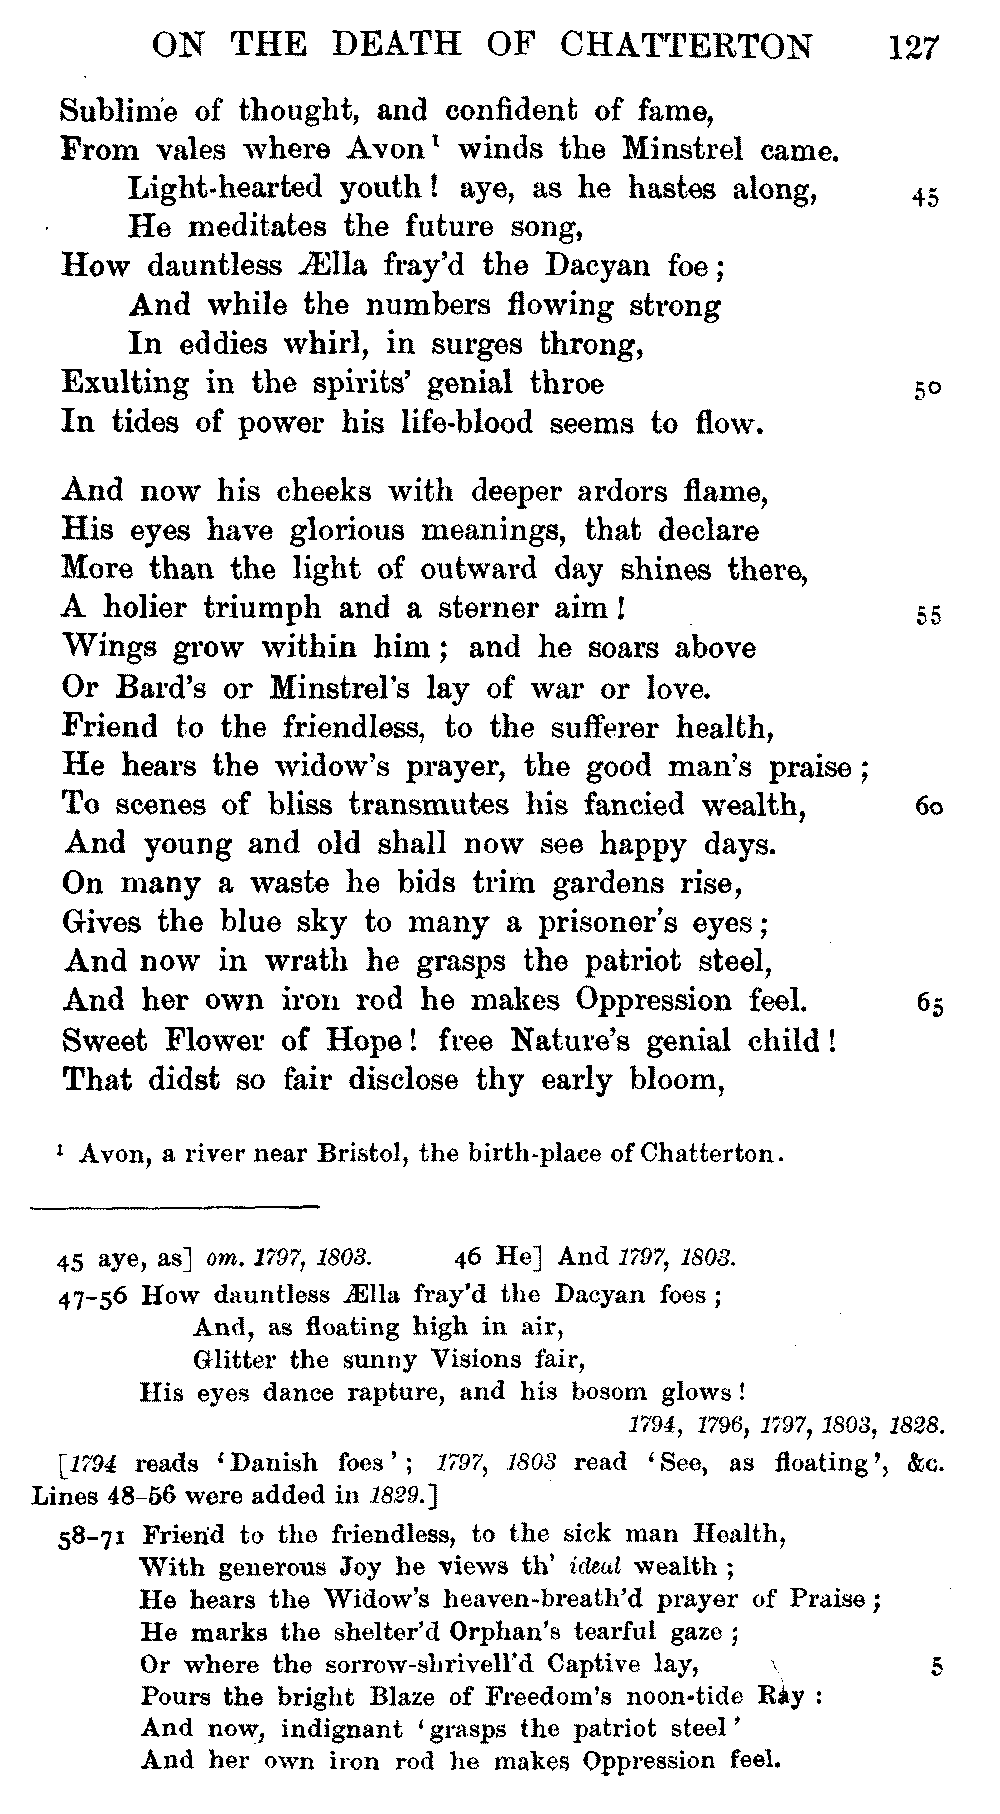 ON THE DEATH OF CHATTERTON 127
Sublime of thought, and confident of fame,
From vales where Avon¹ winds the Minstrel came.
Light-hearted youth! aye, as he hastes along, 45
He meditates the future song,
How dauntless Ælla fray'd the Dacyan foe;
And while the numbers flowing strong
In eddies whirl, in surges throng,
Exulting in the spirits' genial throe 50
In tides of power his life-blood seems to flow.
And now his cheeks with deeper ardors flame,
His eyes have glorious meanings, that declare
More than the light of outward day shines there,
A holier triumph and a sterner aim! 55
Wings grow within him; and he soars above
Or Bard's or Minstrel's lay of war or love.
Friend to the friendless, to the sufferer health,
He hears the widow's prayer, the good man's praise;
To scenes of bliss transmutes his fancied wealth, 60
And young and old shall now see happy days.
On many a waste he bids trim gardens rise,
Gives the blue sky to many a prisoner's eyes;
And now in wrath he grasps the patriot steel,
And her own iron rod he makes Oppression feel. 65
Sweet Flower of Hope! free Nature's genial child!
That didst so fair disclose thy early bloom,
¹ Avon, a river near Bristol, the birth-place of Chatterton.
45 aye, as] om. 1797, 1803. 46 He] And 1797, 1803.
47-56 How dauntless Ælla fray'd the Dacyan foes;
And, as floating high in air,
Glitter the sunny Visions fair,
His eyes dance rapture, and his bosom glows!
1794, 1796, 1797, 1803, 1828.
[1794 reads 'Danish foes'; 1797, 1803 read 'See, as floating', &c.
Lines 48-56 were added in 1829.]
58-71 Friend to the friendless, to the sick man Health,
With generous Joy he views th' ideal wealth;
He hears the Widow's heaven-breath'd prayer of Praise;
He marks the shelter'd Orphan's tearful gaze;
Or where the sorrow-shrivell'd Captive lay, 5
Pours the bright Blaze of Freedom's noon-tide Ray:
And now, indignant 'grasps the patriot steel'
And her own iron rod he makes Oppression feel.